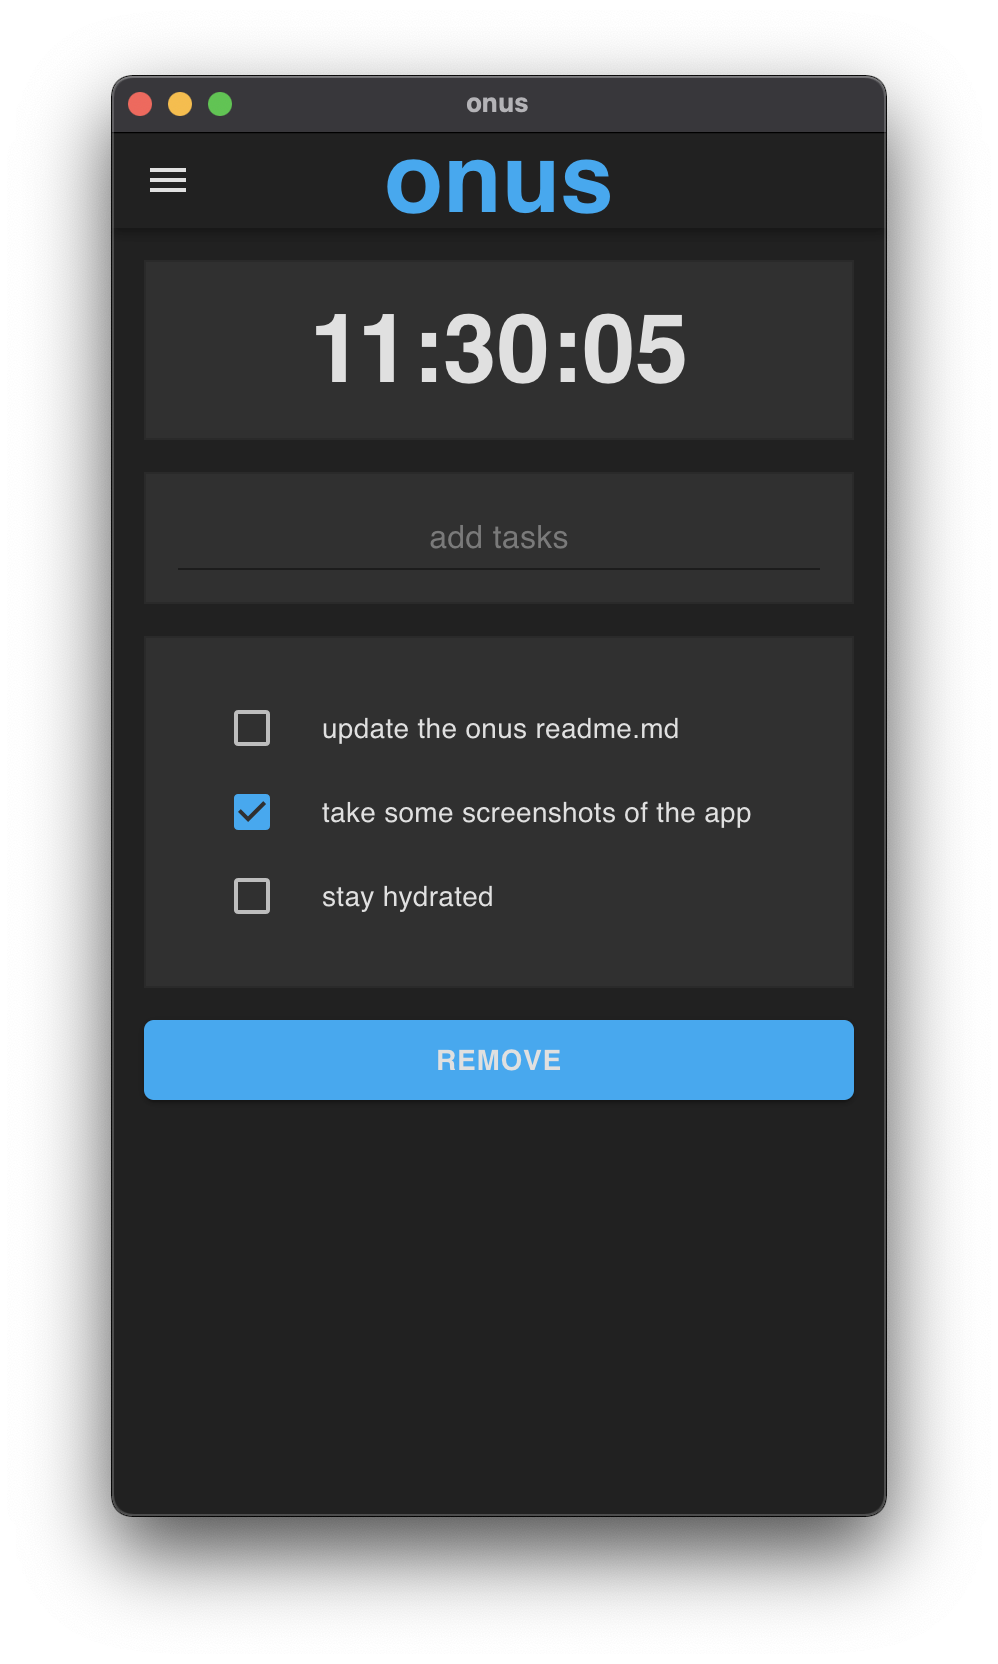 onus
onus
11:30:05
add tasks
update the onus readme.md
take some screenshots of the app
stay hydrated
REMOVE